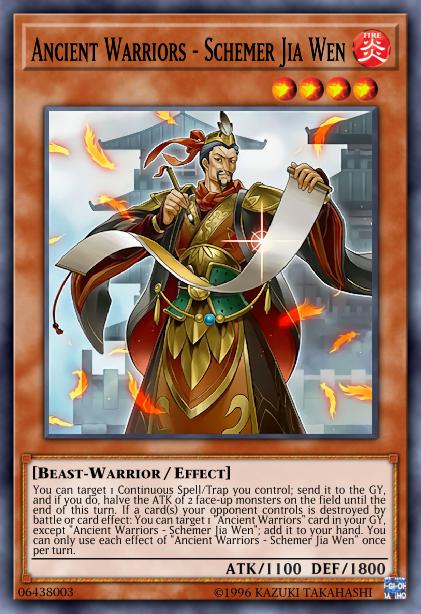 Ancient Warriors - Schemer Jia Wen
FIRE
炎
[Beast-Warrior / Effect]
You can target 1 Continuous Spell/Trap you control; send it to the GY,
and if you do, halve the ATK of 2 face-up monsters on the field until the
end of this turn. If a card(s) your opponent controls is destroyed by
battle or card effect: You can target 1 "Ancient Warriors" card in your GY,
except "Ancient Warriors - Schemer Jia Wen"; add it to your hand. You
can only use each effect of "Ancient Warriors - Schemer Jia Wen" once
per turn.
ATK/1100 DEF/1800
06438003
©1996 KAZUKI TAKAHASHI